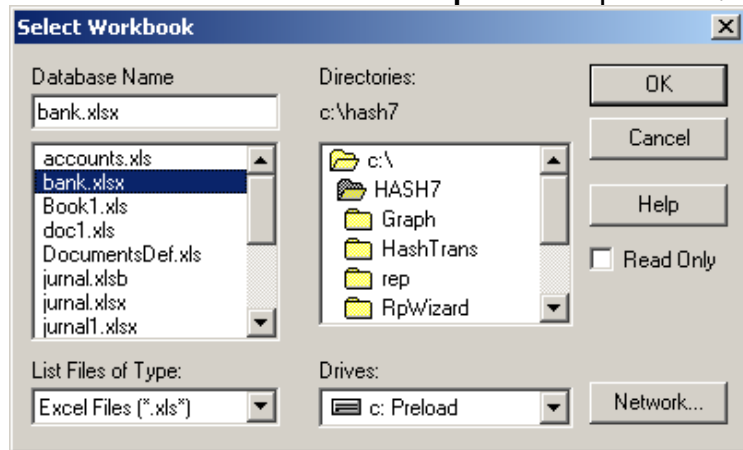 Select Workbook
Database Name
bank.xlsx
accounts.xls
bank.xlsx
Book1.xls
doc1.xls
DocumentsDef.xls
jurnal.xlsb
jurnal.xlsx
jurnal1.xlsx
List Files of Type:
Excel Files (*.xls*)
Directories:
c:\hash7
c:\
HASH7
Graph
HashTrans
rep
RpWizard
Drives:
c: Preload
OK
Cancel
Help
Read Only
Network...